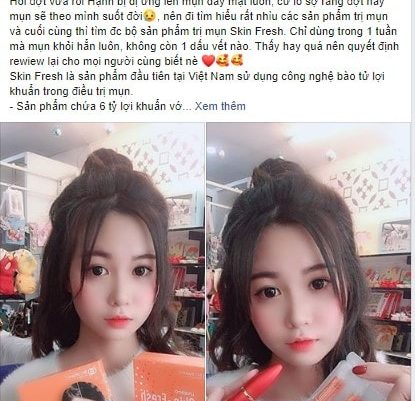 Hồi đợt vừa rồi Hạnh bị dị ứng lên mụn đầy mặt luôn, cứ lo sợ rằng đợt này
mụn sẽ theo mình suốt đời😥, nên đi tìm hiểu rất nhìu các sản phẩm trị mụn
và cuối cùng thì tìm đc bộ sản phẩm trị mụn Skin Fresh. Chỉ dùng trong 1 tuần
mà mụn khỏi hẳn luôn, không còn 1 dấu vết nào. Thấy hay quá nên quyết định
rewiew lại cho mọi người cùng biết nè ❤️🥰🥰
Skin Fresh là sản phẩm đầu tiên tại Việt Nam sử dụng công nghệ bào tử lợi
khuẩn trong điều trị mụn.
- Sản phẩm chứa 6 tỷ lợi khuẩn vớ... Xem thêm
Skin Fresh